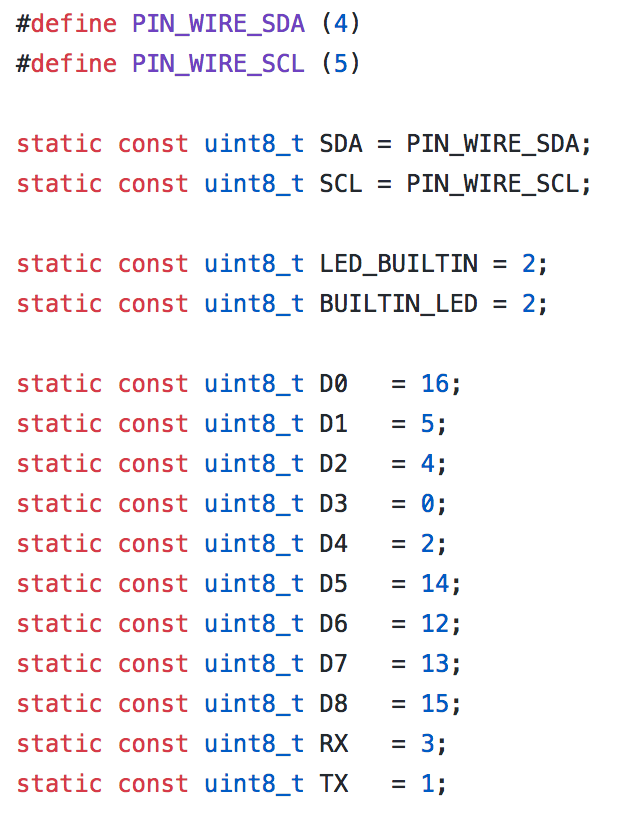 #define PIN_WIRE_SDA (4)
#define PIN_WIRE_SCL (5)
static const uint8_t SDA = PIN_WIRE_SDA;
static const uint8_t SCL = PIN_WIRE_SCL;
static const uint8_t LED_BUILTIN = 2;
static const uint8_t BUILTIN_LED = 2;
static const uint8_t D0   = 16;
static const uint8_t D1   = 5;
static const uint8_t D2   = 4;
static const uint8_t D3   = 0;
static const uint8_t D4   = 2;
static const uint8_t D5   = 14;
static const uint8_t D6   = 12;
static const uint8_t D7   = 13;
static const uint8_t D8   = 15;
static const uint8_t RX   = 3;
static const uint8_t TX   = 1;